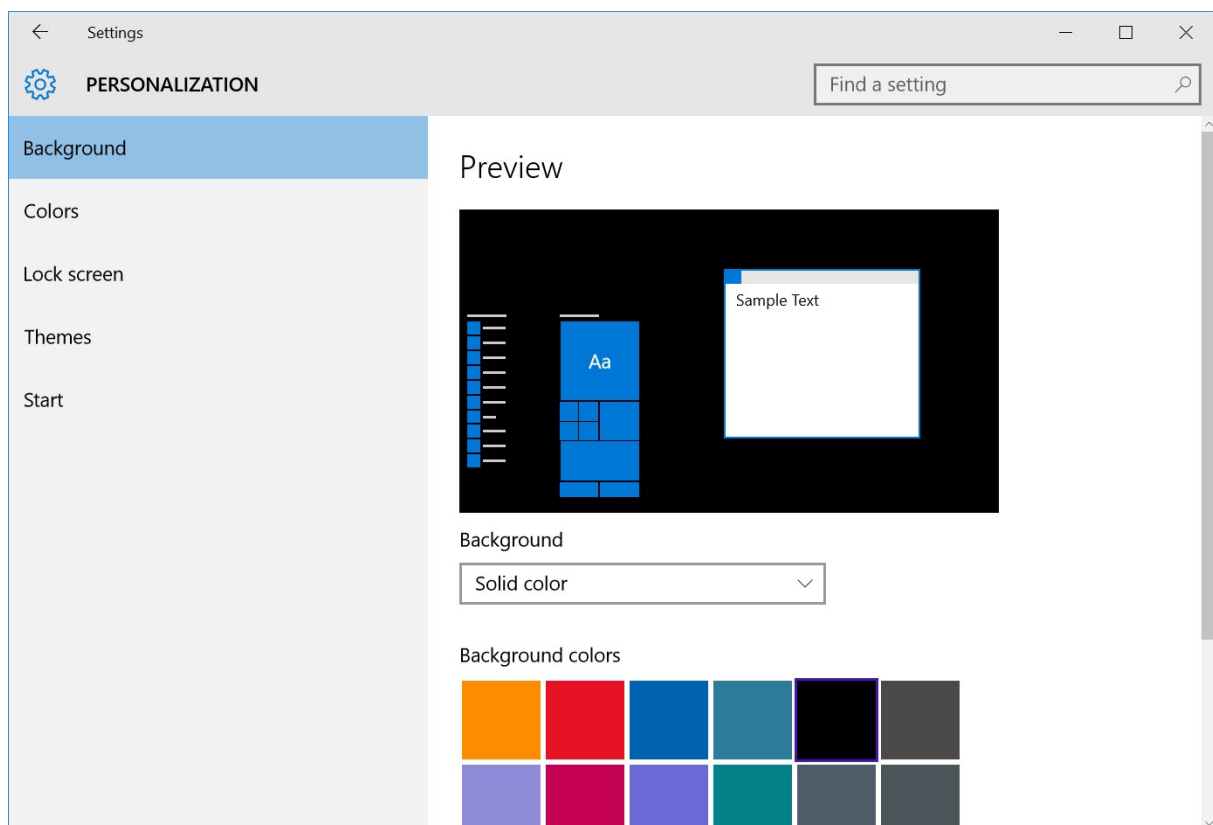 Settings
PERSONALIZATION
Find a setting
Background
Colors
Lock screen
Themes
Start
Preview
Sample Text
Aa
Background
Solid color
Background colors